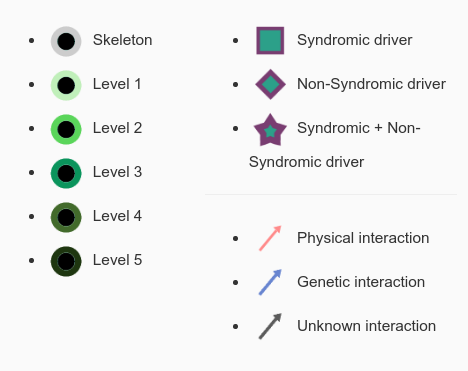 Skeleton
Level 1
Level 2
Level 3
Level 4
Level 5
Syndromic driver
Non-Syndromic driver
Syndromic + Non-
Syndromic driver
Physical interaction
Genetic interaction
Unknown interaction